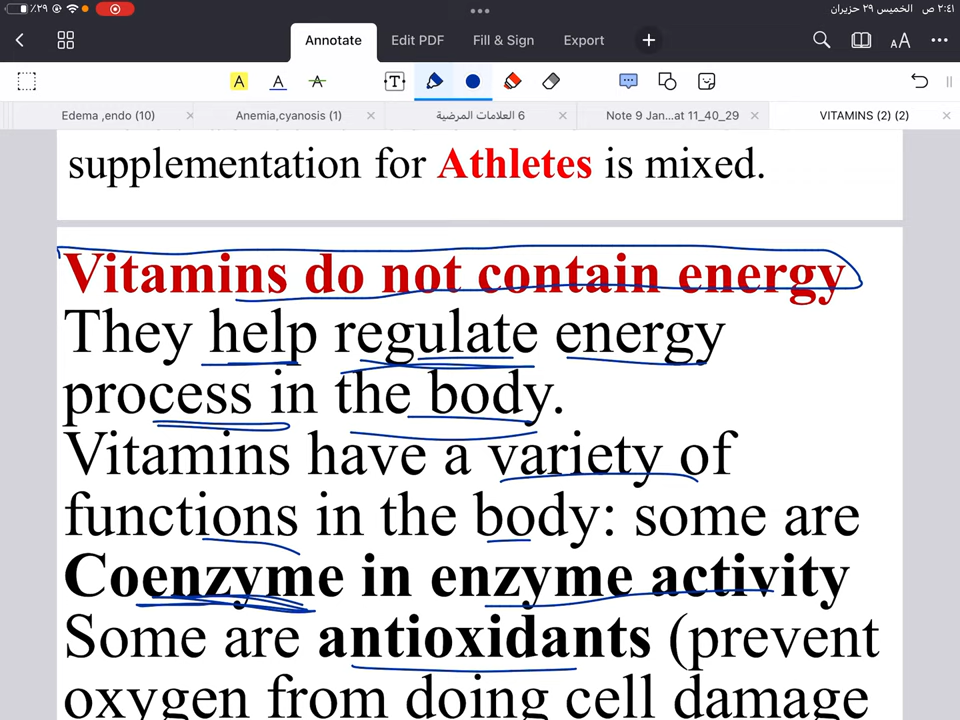 ٪٢٩ ٢:٤١ ص الخميس ٢٩ حزيران
Annotate Edit PDF Fill & Sign Export
Edema ,endo (10) Anemia,cyanosis (1) 6 العلامات المرضية Note 9 Jan...at 11_40_29 VITAMINS (2) (2)
supplementation for Athletes is mixed.
Vitamins do not contain energy
They help regulate energy
process in the body.
Vitamins have a variety of
functions in the body: some are
Coenzyme in enzyme activity
Some are antioxidants (prevent
oxygen from doing cell damage